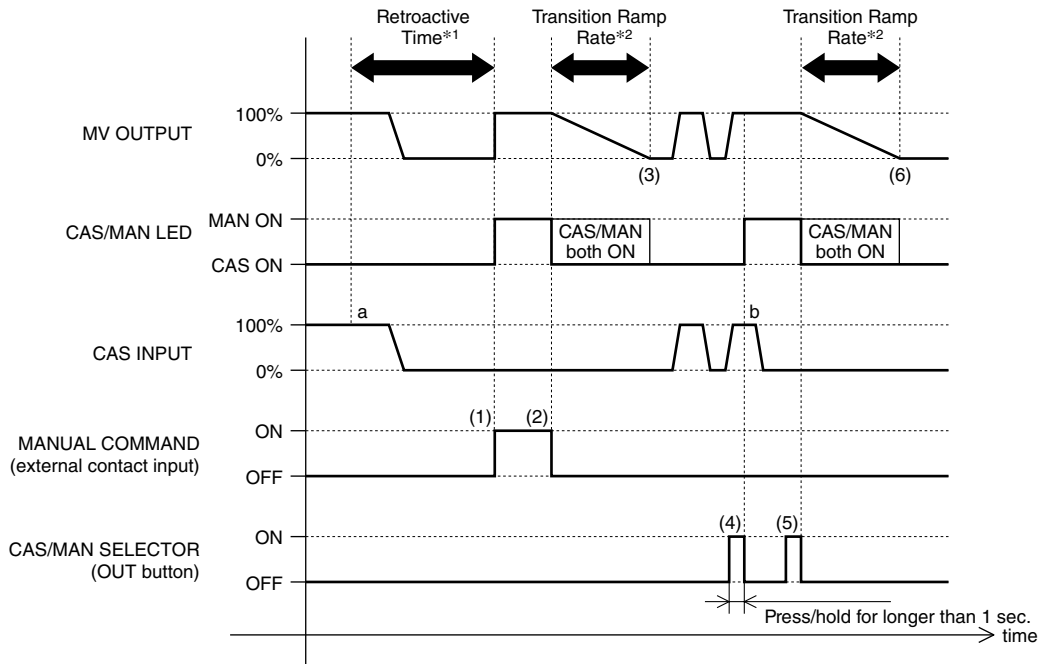 Retroactive
Time*1
Transition Ramp
Rate*2
Transition Ramp
Rate*2
MV OUTPUT
100%
0%
(3)
(6)
CAS/MAN LED
MAN ON
CAS ON
CAS/MAN
both ON
CAS/MAN
both ON
CAS INPUT
100%
0%
a
b
MANUAL COMMAND
(external contact input)
ON
OFF
(1)
(2)
CAS/MAN SELECTOR
(OUT button)
ON
OFF
(4)
(5)
Press/hold for longer than 1 sec.
time